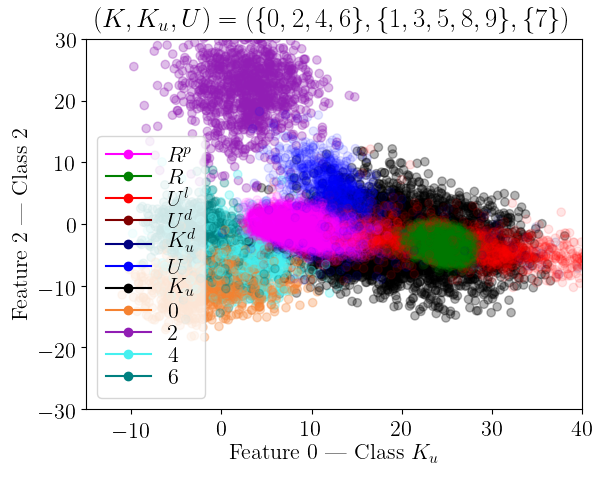 (K, K_u, U) = ({0, 2, 4, 6}, {1, 3, 5, 8, 9}, {7})
30
20
10
0
−10
−20
−30
Feature 2 — Class 2
R^p
R
U^l
U^d
K_u^d
U
K_u
0
2
4
6
−10 0 10 20 30 40
Feature 0 — Class K_u